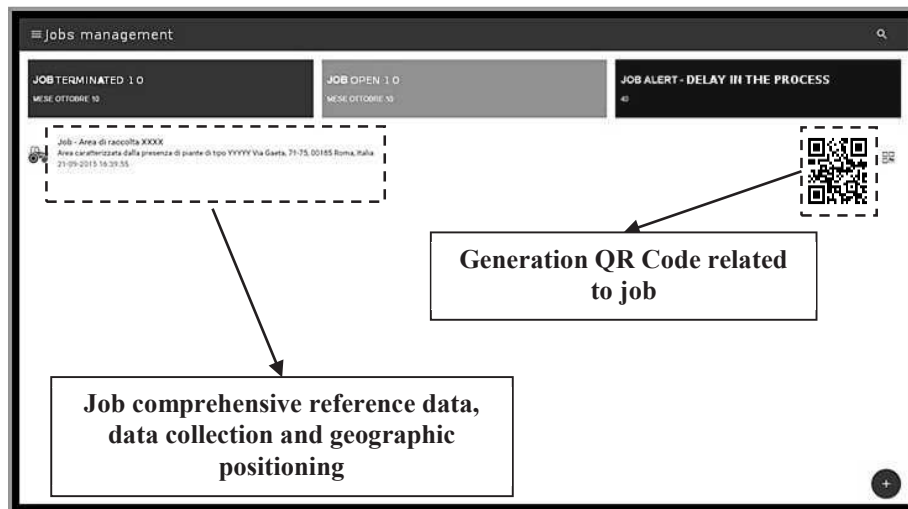 Jobs management
JOB TERMINATED 10
MESE OTTOBRE 10
JOB OPEN 10
MESE OTTOBRE 10
JOB ALERT - DELAY IN THE PROCESS
40
Job - Area di raccolta XXXX
Area caratterizzata dalla presenza di piante di tipo YYYYY Via Gaeta, 71-75, 00185 Roma, Italia
21-09-2015 16:39:55
Generation QR Code related
to job
Job comprehensive reference data,
data collection and geographic
positioning